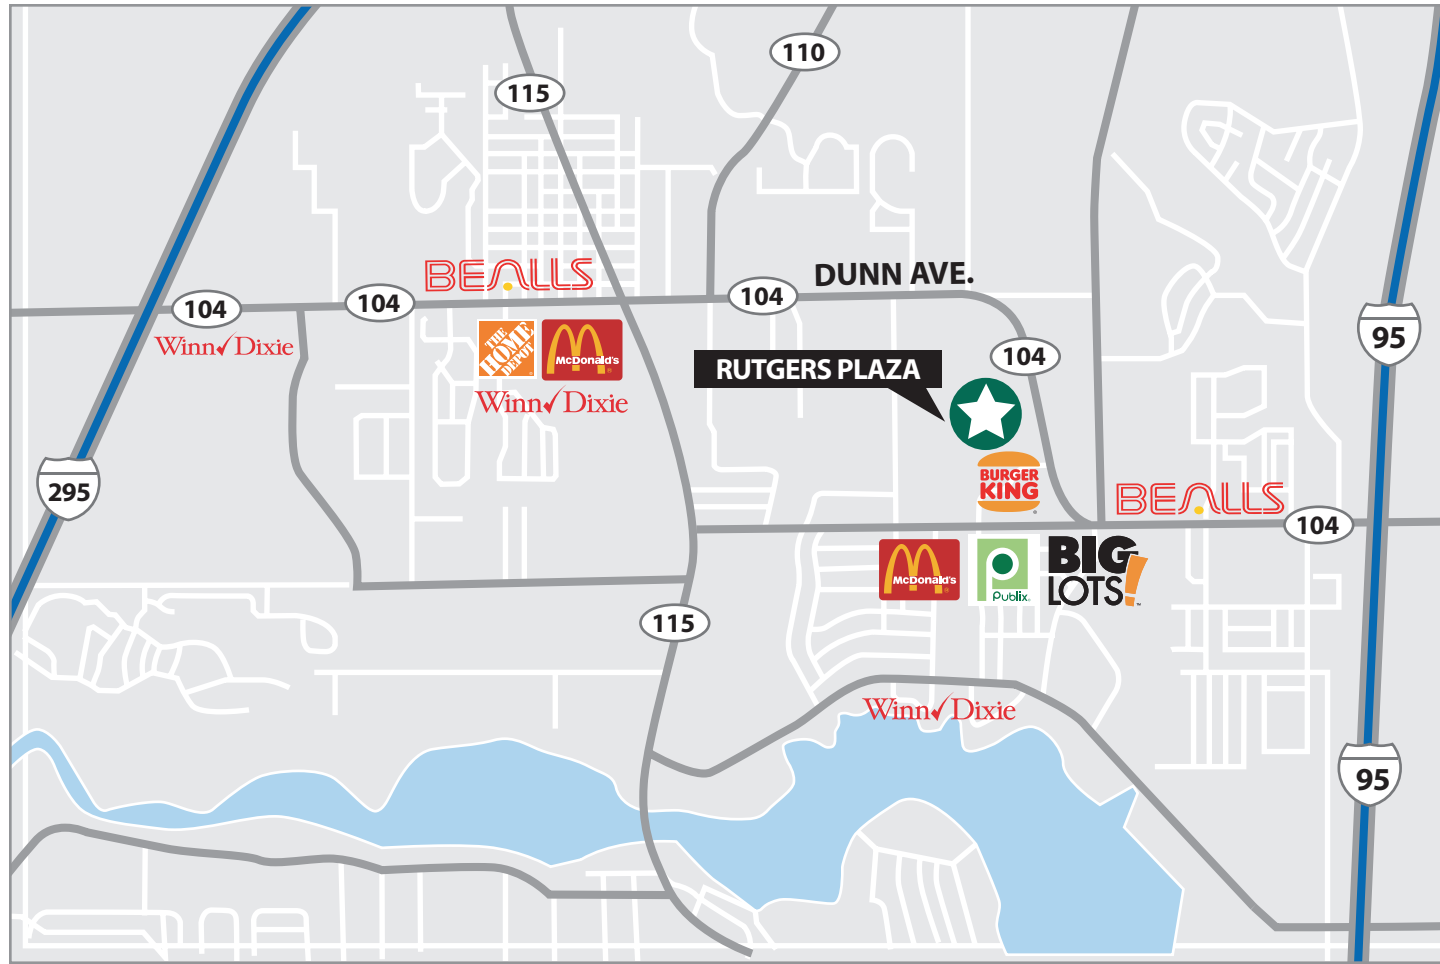 110
115
BEALLS
DUNN AVE.
104
104
104
Winn Dixie
THE
HOME
DEPOT
McDonald's
Winn Dixie
RUTGERS PLAZA
104
95
BURGER
KING
295
BEALLS
104
McDonald's
Publix
BIG
LOTS!
115
Winn Dixie
95